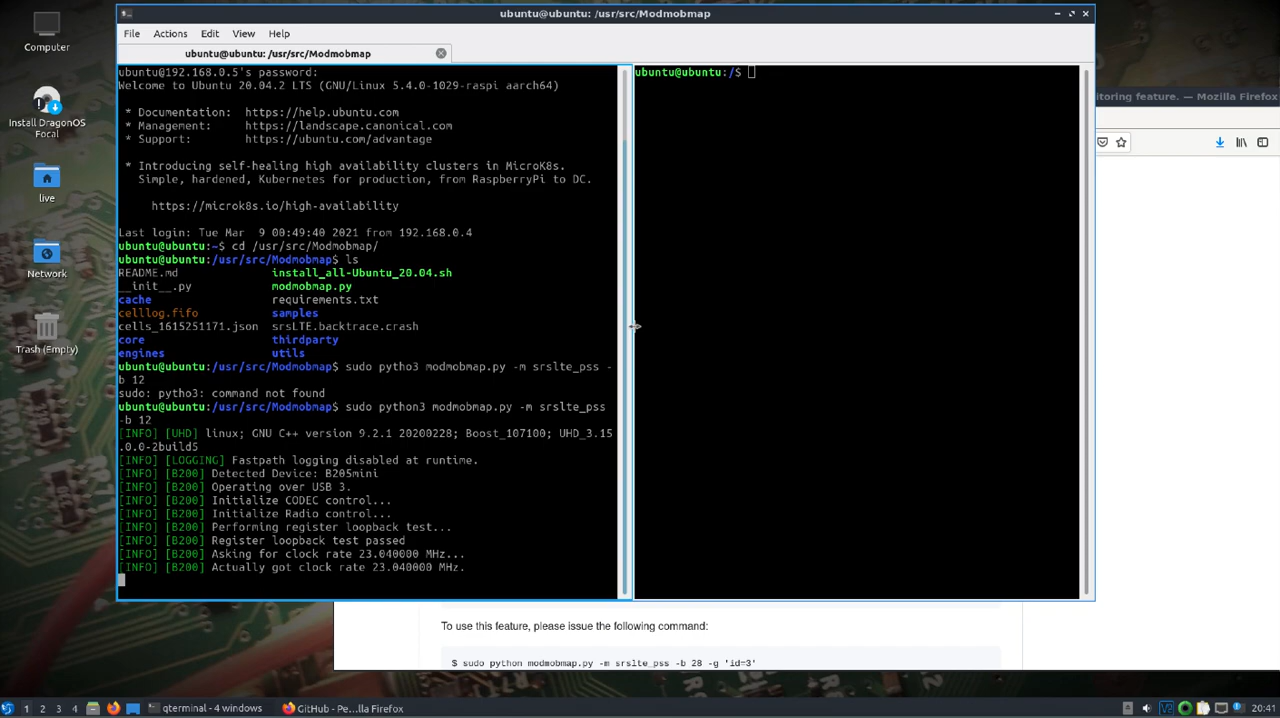 ubuntu@ubuntu: /usr/src/Modmobmap
File Actions Edit View Help
ubuntu@ubuntu: /usr/src/Modmobmap
Computer
Install DragonOS
Focal
live
Network
Trash (Empty)
ubuntu@192.168.0.5's password:
Welcome to Ubuntu 20.04.2 LTS (GNU/Linux 5.4.0-1029-raspi aarch64)
* Documentation: https://help.ubuntu.com
* Management: https://landscape.canonical.com
* Support: https://ubuntu.com/advantage
* Introducing self-healing high availability clusters in MicroK8s.
Simple, hardened, Kubernetes for production, from RaspberryPi to DC.
https://microk8s.io/high-availability
Last login: Tue Mar 9 00:49:40 2021 from 192.168.0.4
ubuntu@ubuntu:~$ cd /usr/src/Modmobmap/
ubuntu@ubuntu:/usr/src/Modmobmap$ ls
README.md install_all-Ubuntu_20.04.sh
__init__.py modmobmap.py
cache requirements.txt
celllog.fifo samples
cells_1615251171.json srsLTE.backtrace.crash
core thirdparty
engines utils
ubuntu@ubuntu:/usr/src/Modmobmap$ sudo pytho3 modmobmap.py -m srslte_pss -
b 12
sudo: pytho3: command not found
ubuntu@ubuntu:/usr/src/Modmobmap$ sudo python3 modmobmap.py -m srslte_pss
-b 12
[INFO] [UHD] linux; GNU C++ version 9.2.1 20200228; Boost_107100; UHD_3.15
.0.0-2build5
[INFO] [LOGGING] Fastpath logging disabled at runtime.
[INFO] [B200] Detected Device: B205mini
[INFO] [B200] Operating over USB 3.
[INFO] [B200] Initialize CODEC control...
[INFO] [B200] Initialize Radio control...
[INFO] [B200] Performing register loopback test...
[INFO] [B200] Register loopback test passed
[INFO] [B200] Asking for clock rate 23.040000 MHz...
[INFO] [B200] Actually got clock rate 23.040000 MHz.
ubuntu@ubuntu:/$
itoring feature. — Mozilla Firefox
To use this feature, please issue the following command:
$ sudo python modmobmap.py -m srslte_pss -b 28 -g 'id=3'
1 2 3 4 qterminal - 4 windows GitHub - Pe…lla Firefox 20:41